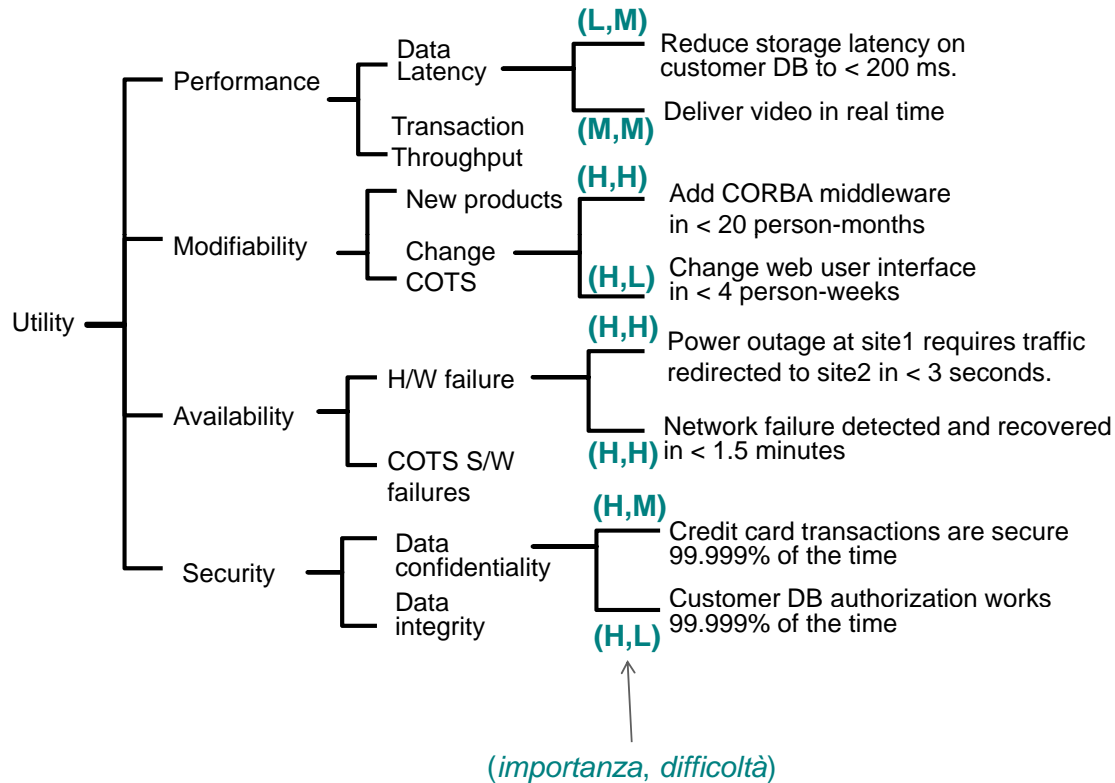 (L,M)
Data
Latency
Reduce storage latency on
customer DB to < 200 ms.
Performance
Deliver video in real time
(M,M)
Transaction
Throughput
(H,H)
New products
Add CORBA middleware
in < 20 person-months
Modifiability
Change
COTS
(H,L)
Change web user interface
in < 4 person-weeks
Utility
(H,H)
Power outage at site1 requires traffic
redirected to site2 in < 3 seconds.
H/W failure
Availability
Network failure detected and recovered
in < 1.5 minutes
(H,H)
COTS S/W
failures
(H,M)
Credit card transactions are secure
99.999% of the time
Data
confidentiality
Security
Customer DB authorization works
99.999% of the time
Data
integrity
(H,L)
(importanza, difficoltà)